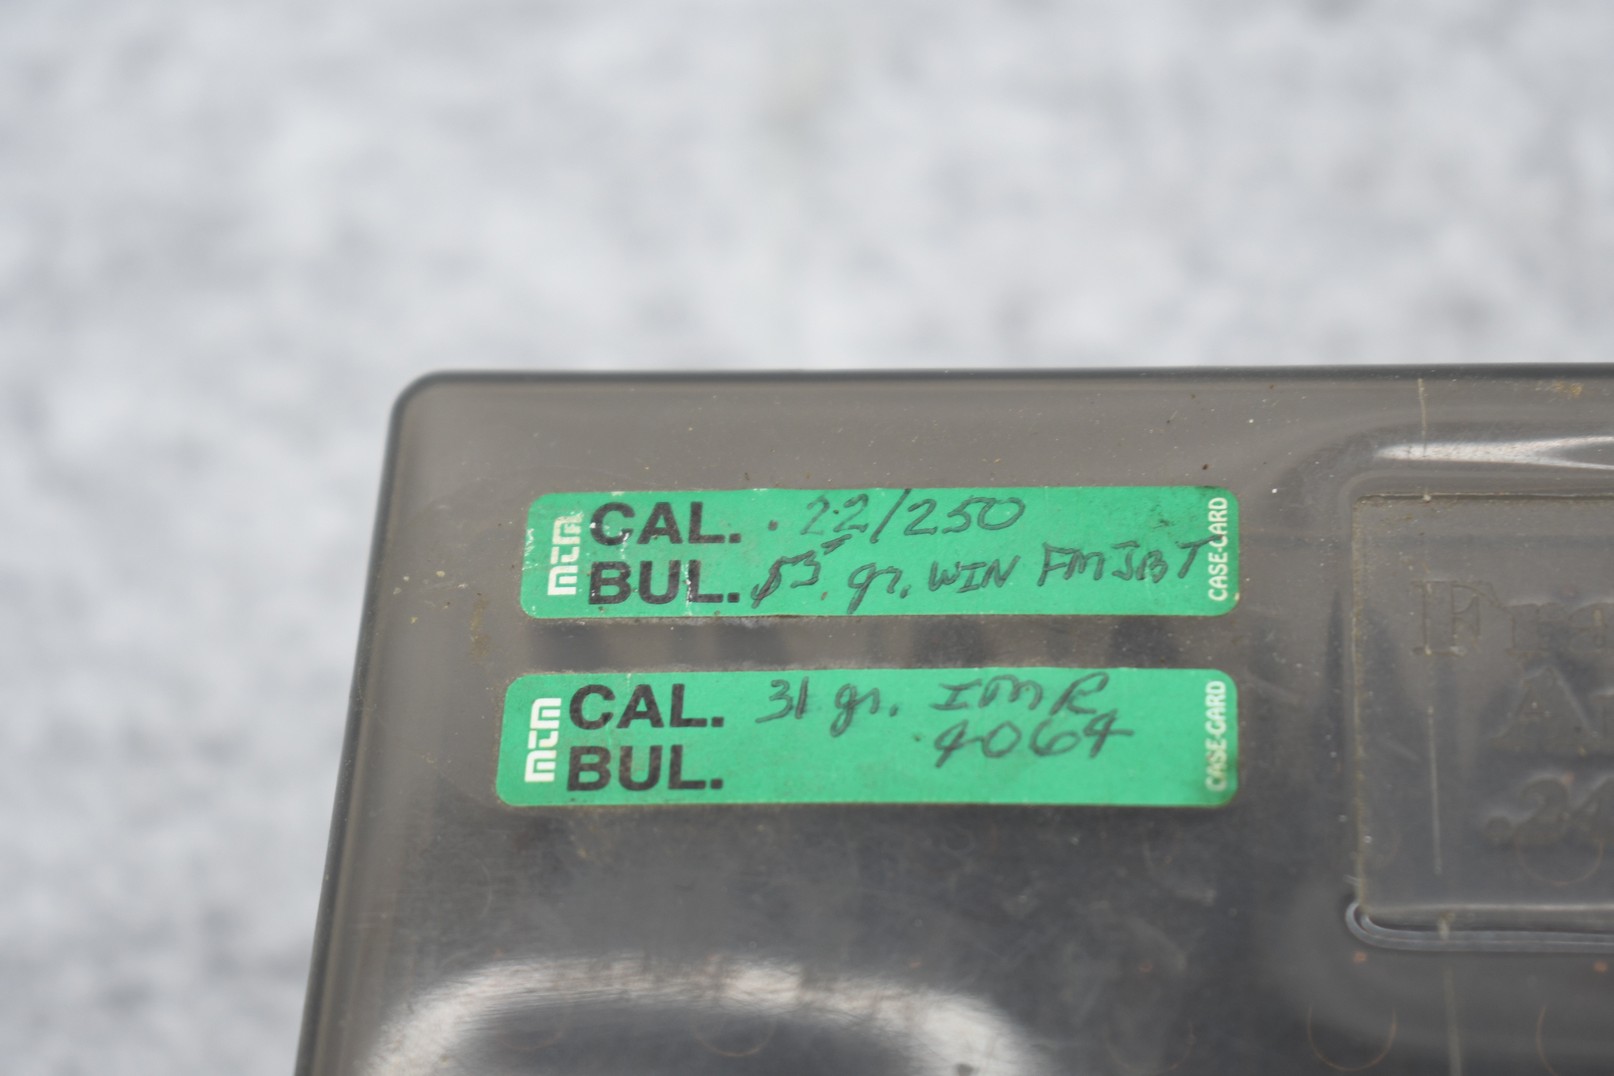 MTM
CAL. .22/250
BUL. 55. gr. WIN FMJBT
CASE-GARD
MTM
CAL. 31 gr. IMR
4064
BUL.
CASE-GARD